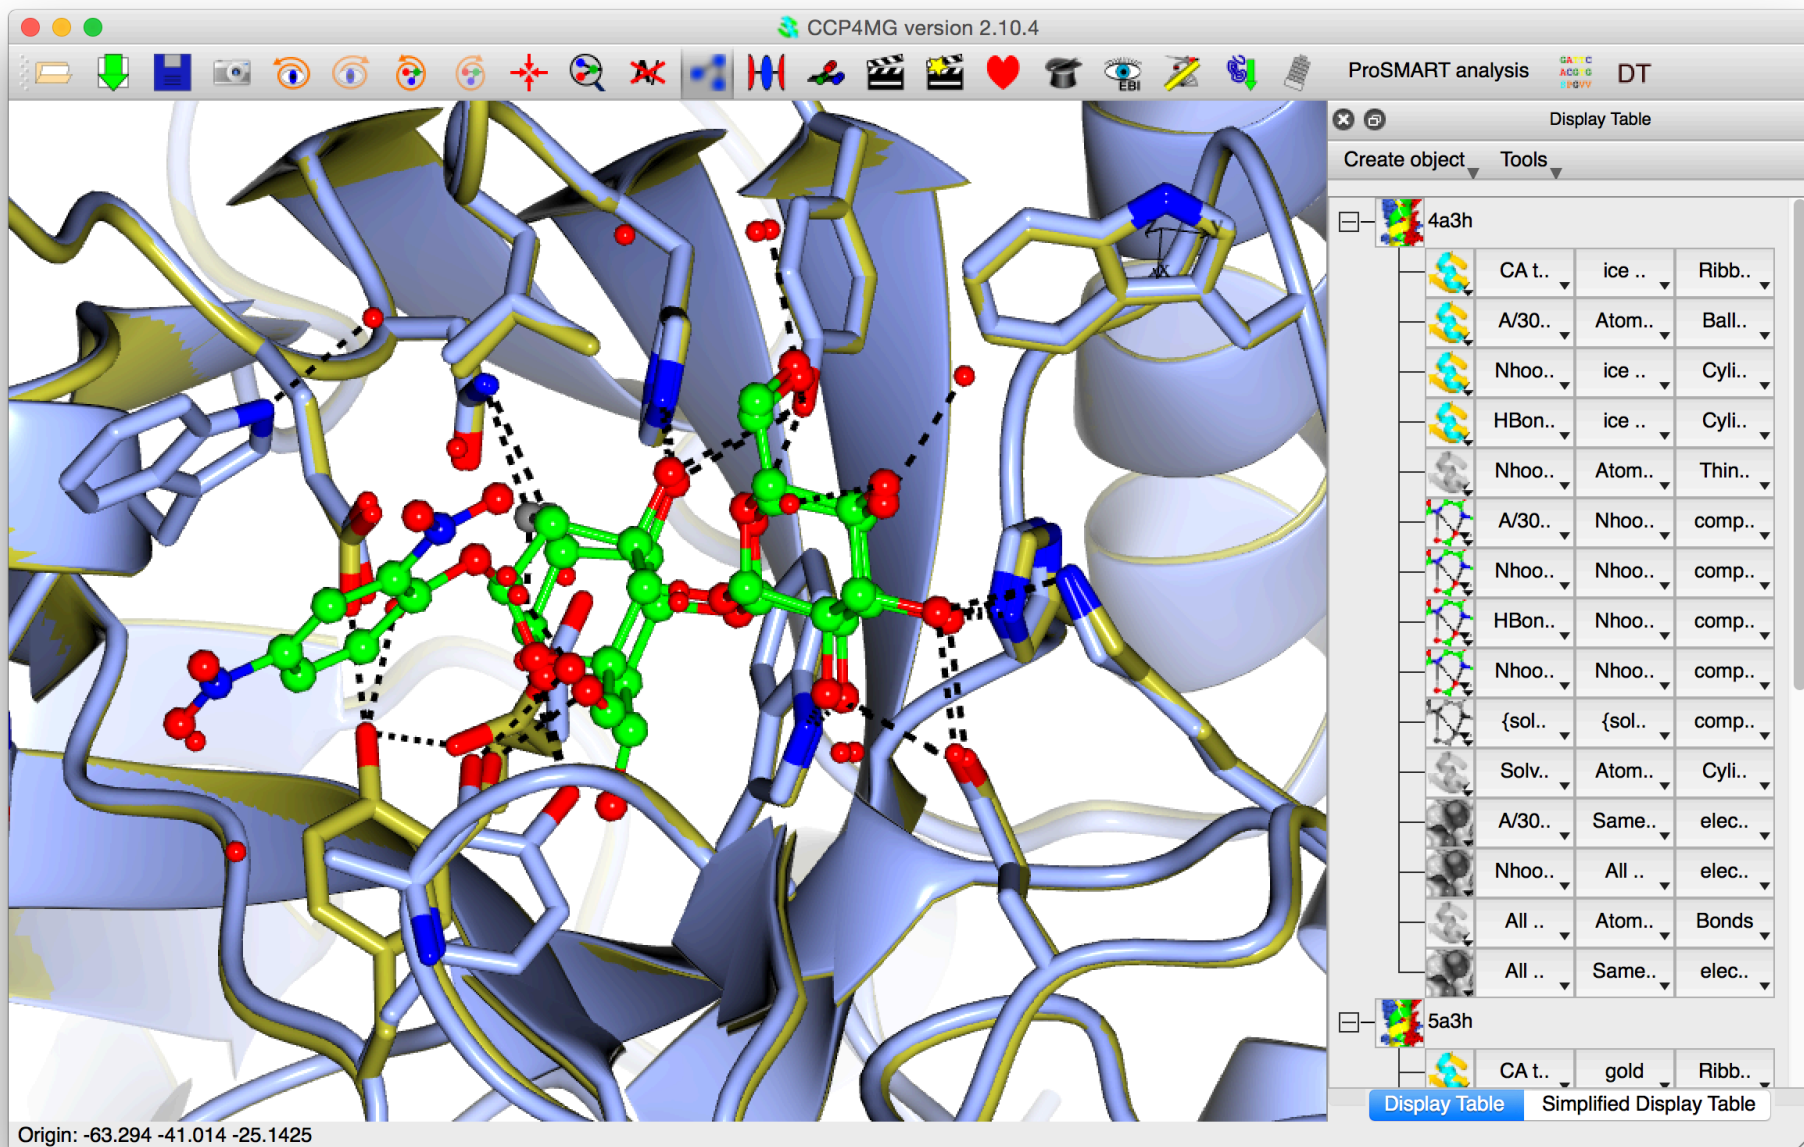 CCP4MG version 2.10.4
EBI
ProSMART analysis
DT
Display Table
Create object Tools
4a3h
CA t.. ice .. Ribb..
A/30.. Atom.. Ball..
Nhoo.. ice .. Cyli..
HBon.. ice .. Cyli..
Nhoo.. Atom.. Thin..
A/30.. Nhoo.. comp..
Nhoo.. Nhoo.. comp..
HBon.. Nhoo.. comp..
Nhoo.. Nhoo.. comp..
{sol.. {sol.. comp..
Solv.. Atom.. Cyli..
A/30.. Same.. elec..
Nhoo.. All .. elec..
All .. Atom.. Bonds
All .. Same.. elec..
5a3h
CA t.. gold Ribb..
Display Table Simplified Display Table
Origin: -63.294 -41.014 -25.1425